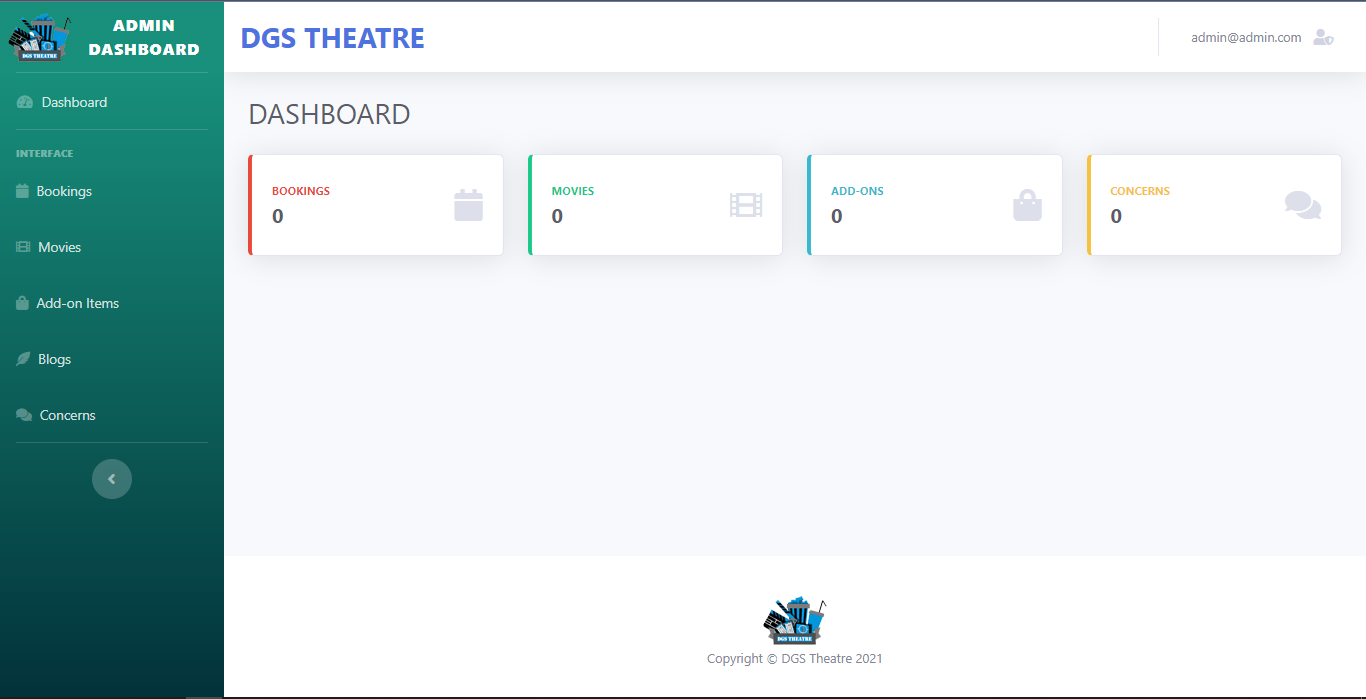 DGS THEATRE
ADMIN
DASHBOARD
Dashboard
INTERFACE
Bookings
Movies
Add-on Items
Blogs
Concerns
DGS THEATRE
admin@admin.com
DASHBOARD
BOOKINGS
0
MOVIES
0
ADD-ONS
0
CONCERNS
0
DGS THEATRE
Copyright © DGS Theatre 2021